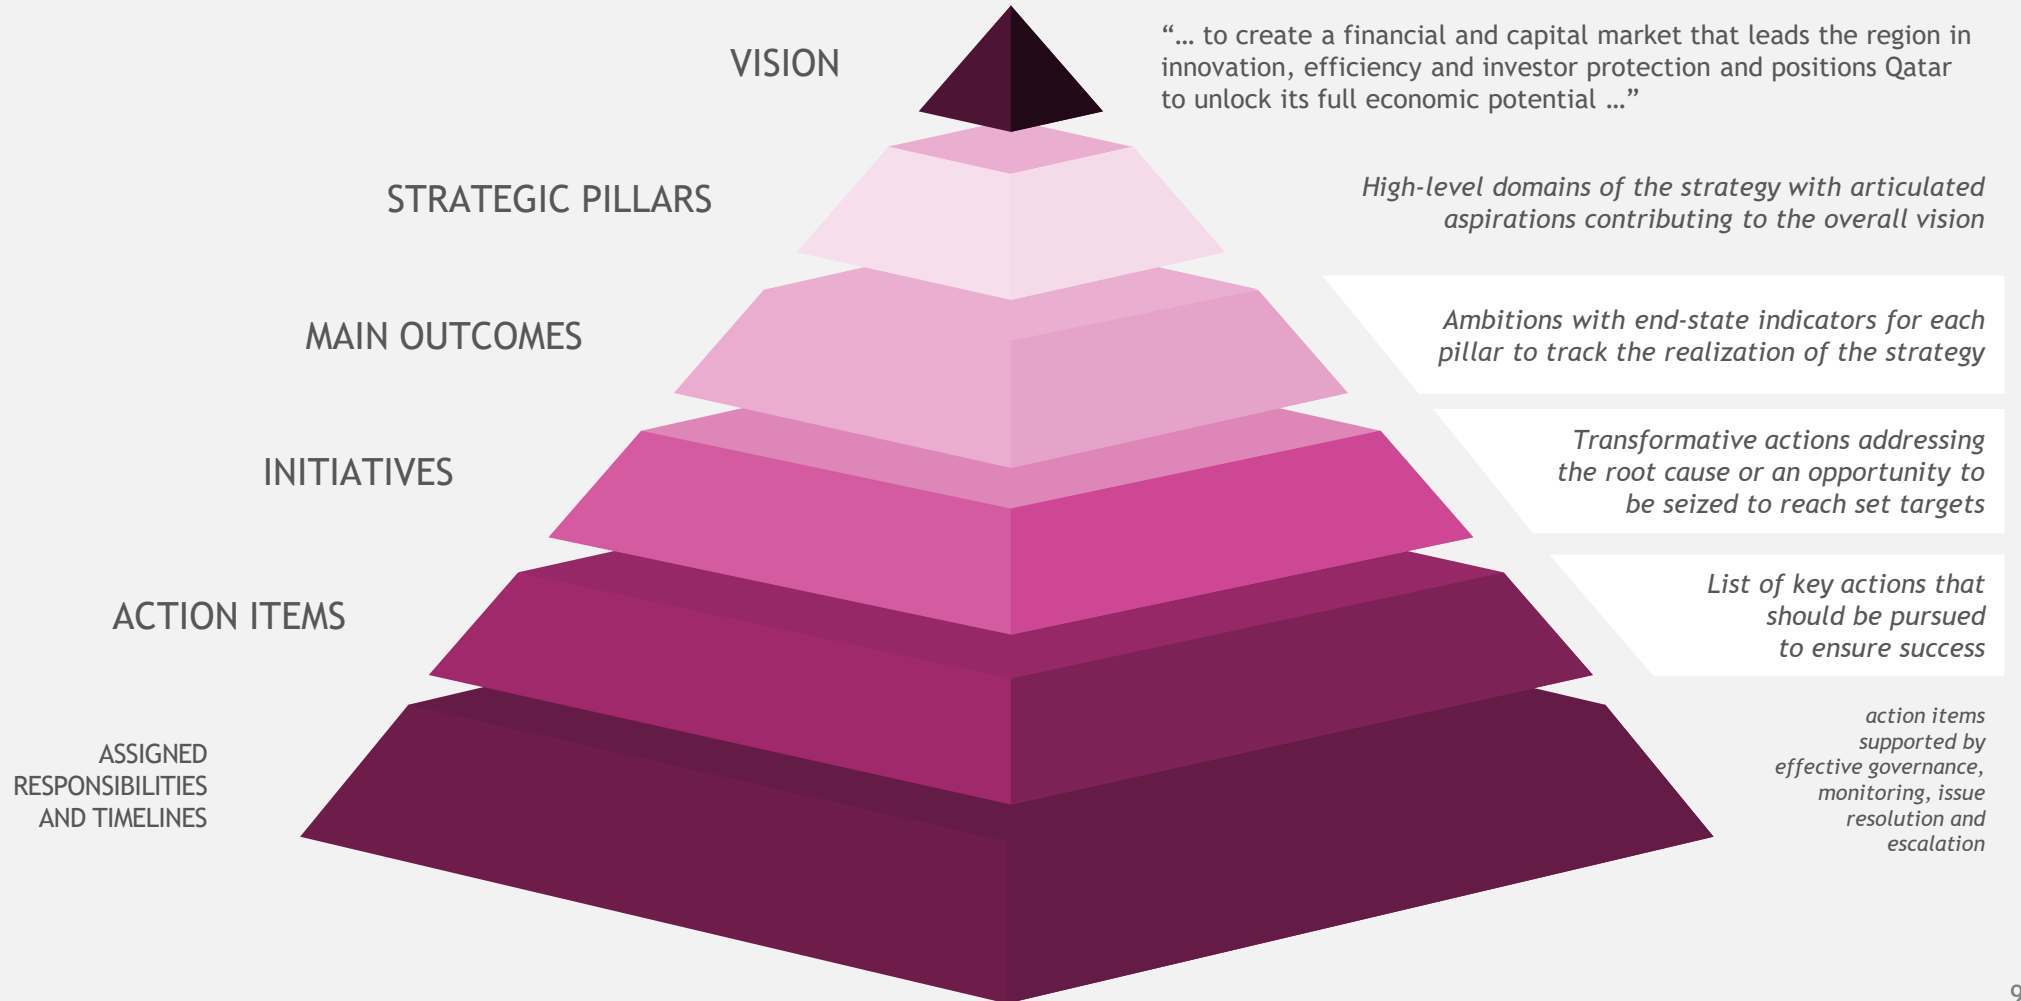 VISION
“… to create a financial and capital market that leads the region in
innovation, efficiency and investor protection and positions Qatar
to unlock its full economic potential …”
STRATEGIC PILLARS
High-level domains of the strategy with articulated
aspirations contributing to the overall vision
MAIN OUTCOMES
Ambitions with end-state indicators for each
pillar to track the realization of the strategy
INITIATIVES
Transformative actions addressing
the root cause or an opportunity to
be seized to reach set targets
ACTION ITEMS
List of key actions that
should be pursued
to ensure success
ASSIGNED
RESPONSIBILITIES
AND TIMELINES
action items
supported by
effective governance,
monitoring, issue
resolution and
escalation
9